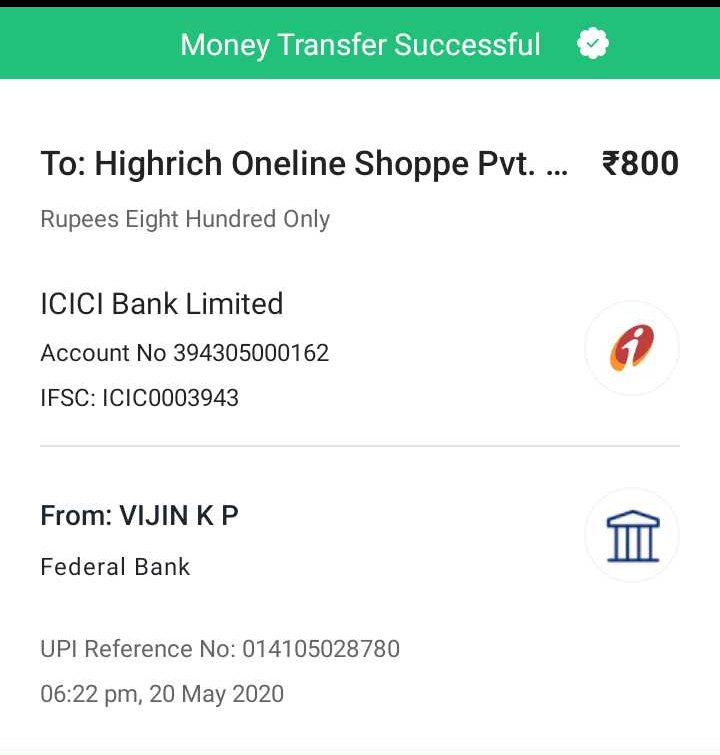 Money Transfer Successful
To: Highrich Oneline Shoppe Pvt. ... ₹800
Rupees Eight Hundred Only
ICICI Bank Limited
Account No 394305000162
IFSC: ICIC0003943
From: VIJIN K P
Federal Bank
UPI Reference No: 014105028780
06:22 pm, 20 May 2020